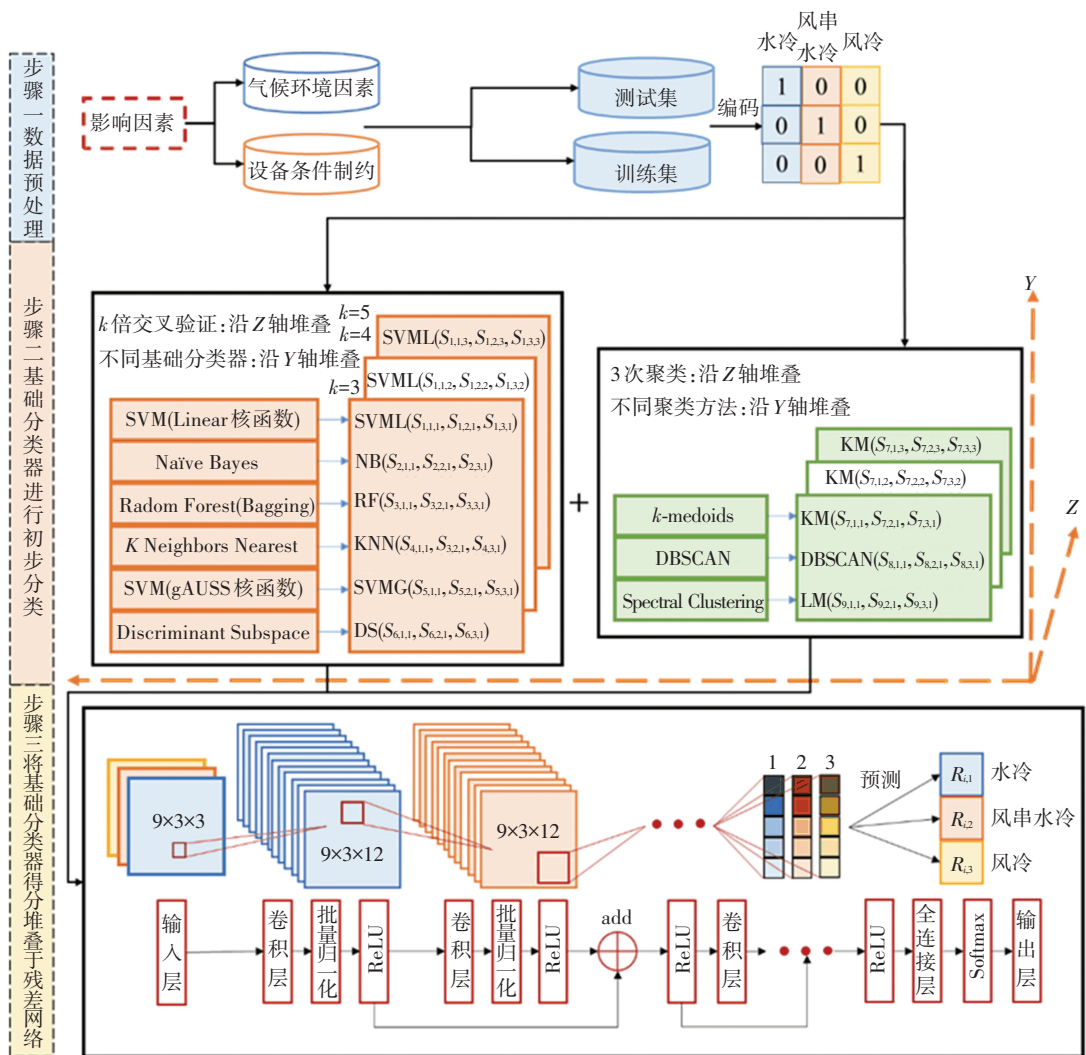 步骤一数据预处理
影响因素
气候环境因素
设备条件制约
测试集
训练集
编码
水冷 风串水冷 风冷
1 0 0
0 1 0
0 0 1
步骤二基础分类器进行初步分类
k倍交叉验证:沿Z轴堆叠
不同基础分类器:沿Y轴堆叠
k=5
k=4
k=3
SVML(S1,1,3, S1,2,3, S1,3,3)
SVML(S1,1,2, S1,2,2, S1,3,2)
SVM(Linear核函数) SVML(S1,1,1, S1,2,1, S1,3,1)
Naïve Bayes NB(S2,1,1, S2,2,1, S2,3,1)
Radom Forest(Bagging) RF(S3,1,1, S3,2,1, S3,3,1)
K Neighbors Nearest KNN(S4,1,1, S3,2,1, S4,3,1)
SVM(gAUSS核函数) SVMG(S5,1,1, S5,2,1, S5,3,1)
Discriminant Subspace DS(S6,1,1, S6,2,1, S6,3,1)
+
3次聚类:沿Z轴堆叠
不同聚类方法:沿Y轴堆叠
KM(S7,1,3, S7,2,3, S7,3,3)
KM(S7,1,2, S7,2,2, S7,3,2)
k-medoids KM(S7,1,1, S7,2,1, S7,3,1)
DBSCAN DBSCAN(S8,1,1, S8,2,1, S8,3,1)
Spectral Clustering LM(S9,1,1, S9,2,1, S9,3,1)
Y
Z
步骤三将基础分类器得分堆叠于残差网络
9×3×3
9×3×12
9×3×12
1 2 3
预测
Ri,1 水冷
Ri,2 风串水冷
Ri,3 风冷
输入层
卷积层
批量归一化
ReLU
卷积层
批量归一化
ReLU
add
ReLU
卷积层
ReLU
全连接层
Softmax
输出层